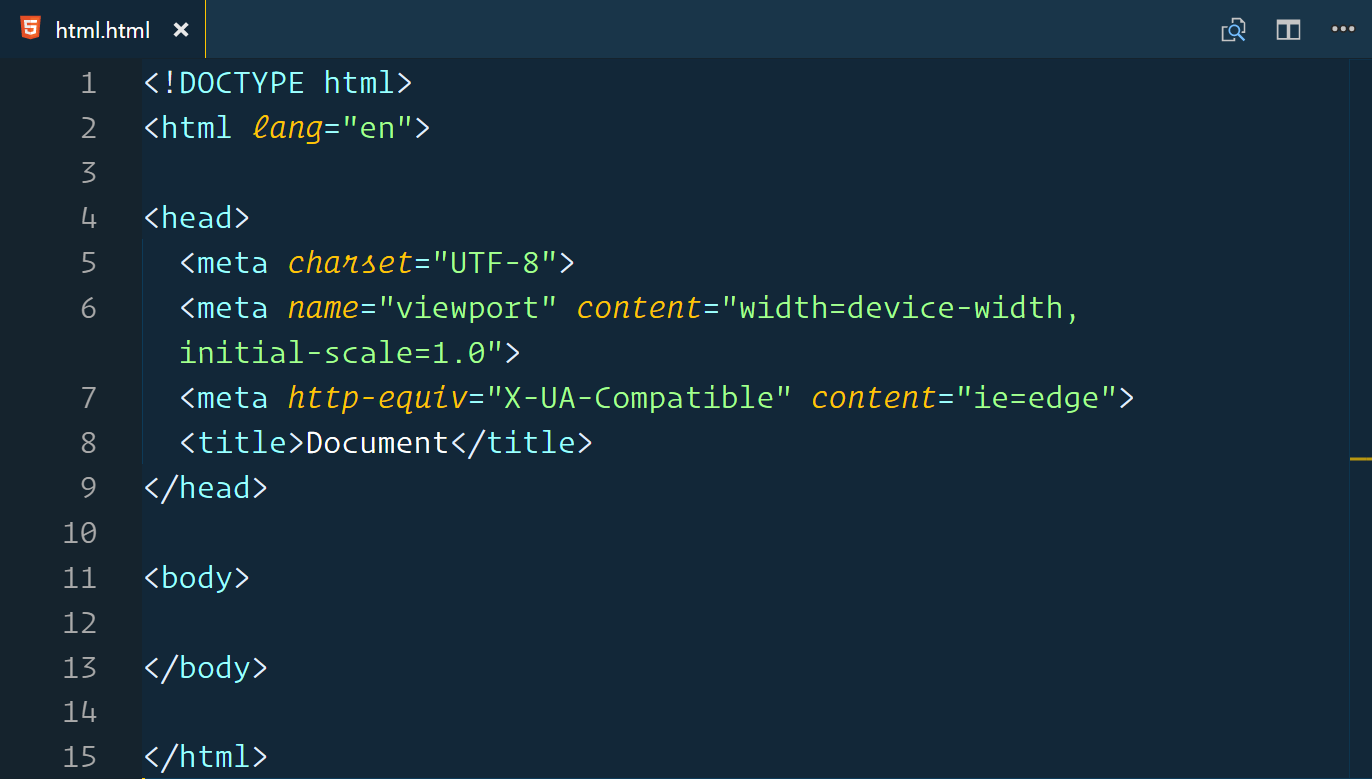 html.html
1 <!DOCTYPE html>
2 <html lang="en">
3
4 <head>
5 <meta charset="UTF-8">
6 <meta name="viewport" content="width=device-width,
initial-scale=1.0">
7 <meta http-equiv="X-UA-Compatible" content="ie=edge">
8 <title>Document</title>
9 </head>
10
11 <body>
12
13 </body>
14
15 </html>